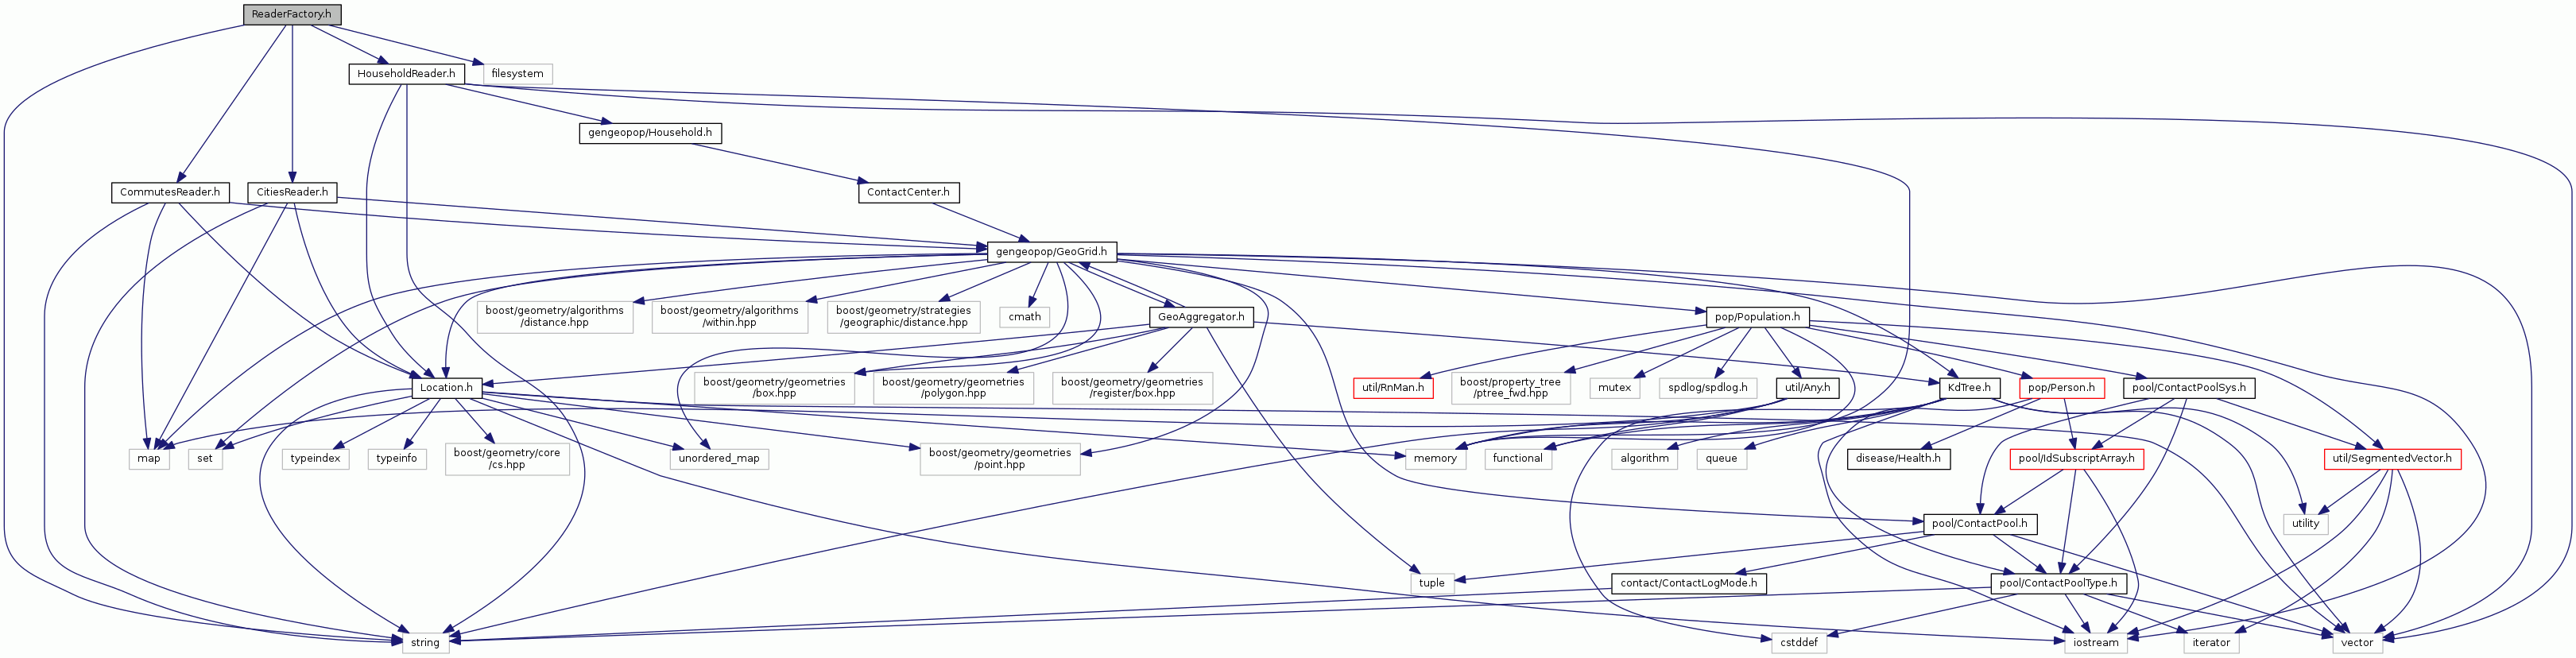 ReaderFactory.h
HouseholdReader.h
filesystem
gengeopop/Household.h
CommutesReader.h
CitiesReader.h
ContactCenter.h
gengeopop/GeoGrid.h
boost/geometry/algorithms
/distance.hpp
boost/geometry/algorithms
/within.hpp
boost/geometry/strategies
/geographic/distance.hpp
cmath
GeoAggregator.h
pop/Population.h
Location.h
boost/geometry/geometries
/box.hpp
boost/geometry/geometries
/polygon.hpp
boost/geometry/geometries
/register/box.hpp
util/RnMan.h
boost/property_tree
/ptree_fwd.hpp
mutex
spdlog/spdlog.h
util/Any.h
KdTree.h
pop/Person.h
pool/ContactPoolSys.h
map
set
typeindex
typeinfo
boost/geometry/core
/cs.hpp
unordered_map
boost/geometry/geometries
/point.hpp
memory
functional
algorithm
queue
disease/Health.h
pool/IdSubscriptArray.h
util/SegmentedVector.h
pool/ContactPool.h
utility
tuple
contact/ContactLogMode.h
pool/ContactPoolType.h
string
cstddef
iostream
iterator
vector